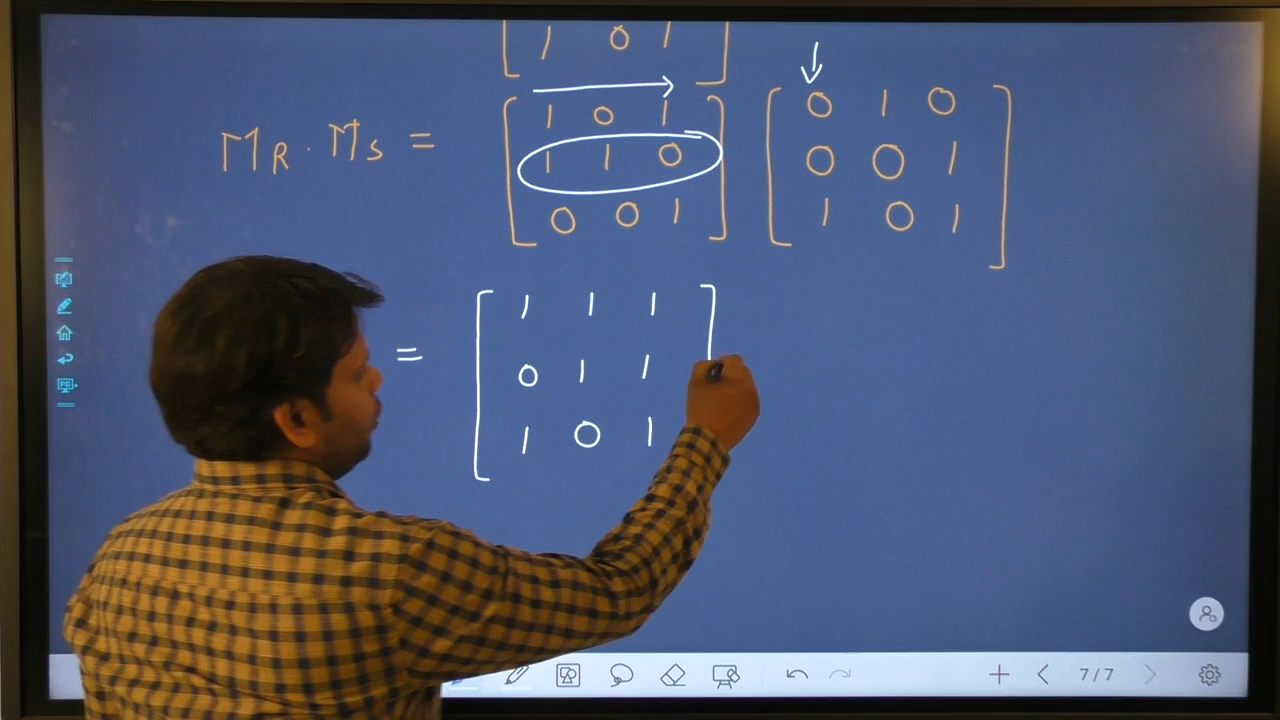 1 0 1
M_R . M_S = [1 0 1] [0 1 0]
[1 1 0] [0 0 1]
[0 0 1] [1 0 1]
= [1 1 1]
[0 1 1]
[1 0 1]
PD
7/7